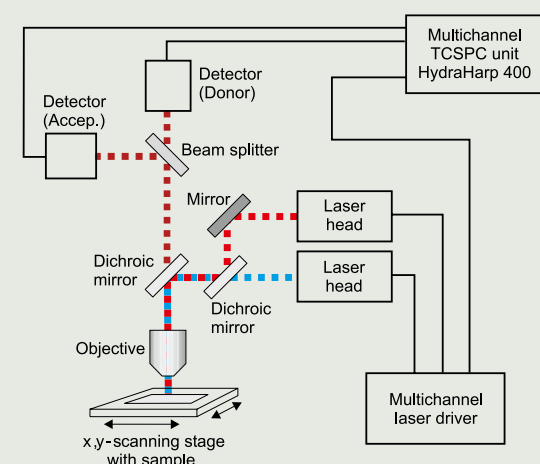 Multichannel
TCSPC unit
HydraHarp 400
Detector
(Donor)
Detector
(Accep.)
Beam splitter
Mirror
Laser
head
Dichroic
mirror
Laser
head
Dichroic
mirror
Objective
Multichannel
laser driver
x,y-scanning stage
with sample